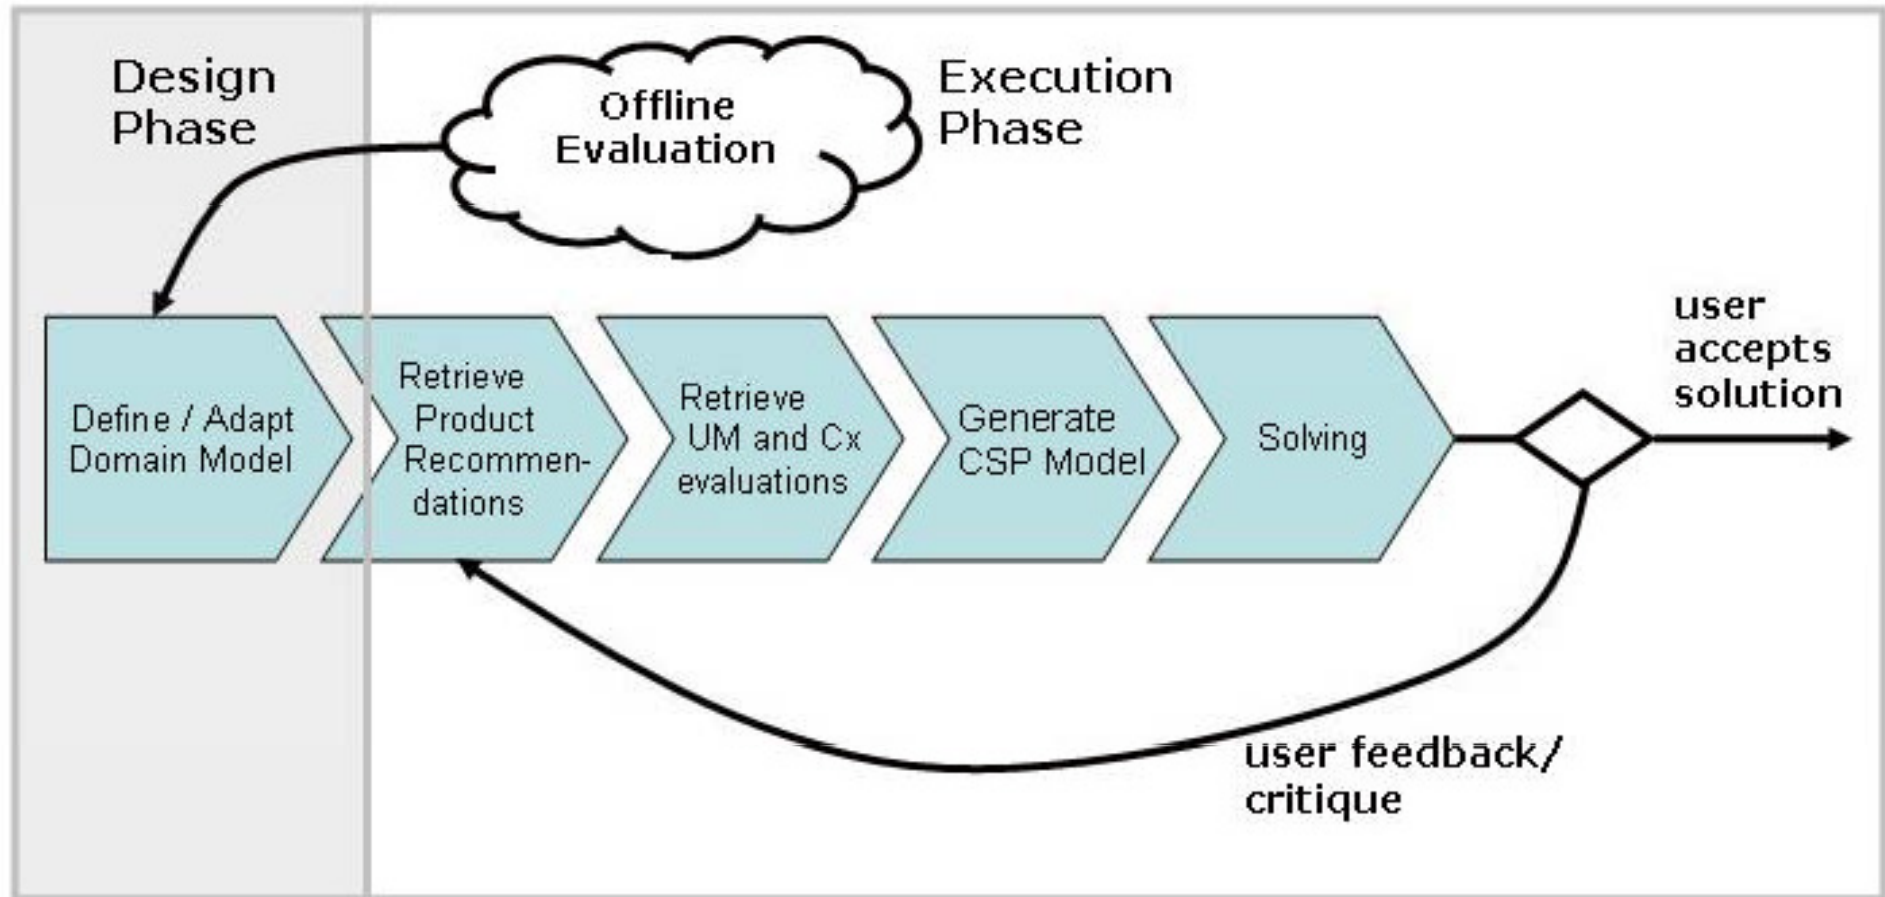 Design
Phase
Offline
Evaluation
Execution
Phase
Define / Adapt
Domain Model
Retrieve
Product
Recommen-
dations
Retrieve
UM and Cx
evaluations
Generate
CSP Model
Solving
user
accepts
solution
user feedback/
critique